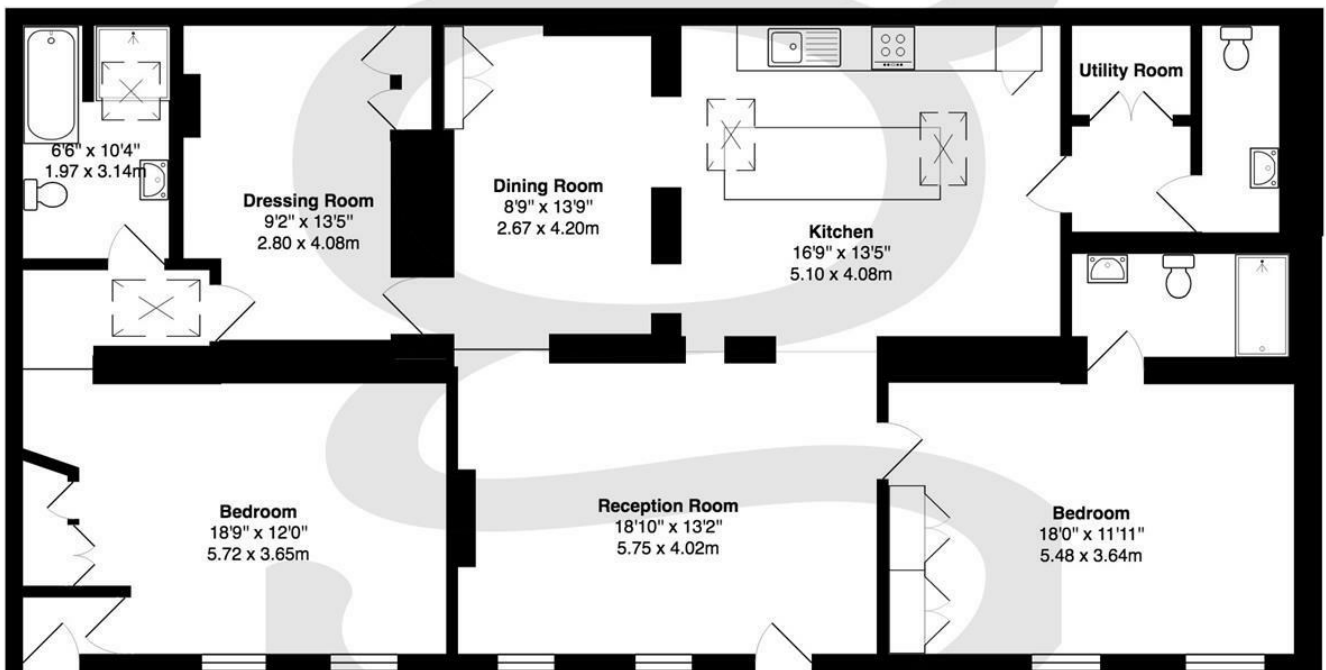 6'6" x 10'4"
1.97 x 3.14m
Dressing Room
9'2" x 13'5"
2.80 x 4.08m
Dining Room
8'9" x 13'9"
2.67 x 4.20m
Kitchen
16'9" x 13'5"
5.10 x 4.08m
Utility Room
Bedroom
18'9" x 12'0"
5.72 x 3.65m
Reception Room
18'10" x 13'2"
5.75 x 4.02m
Bedroom
18'0" x 11'11"
5.48 x 3.64m